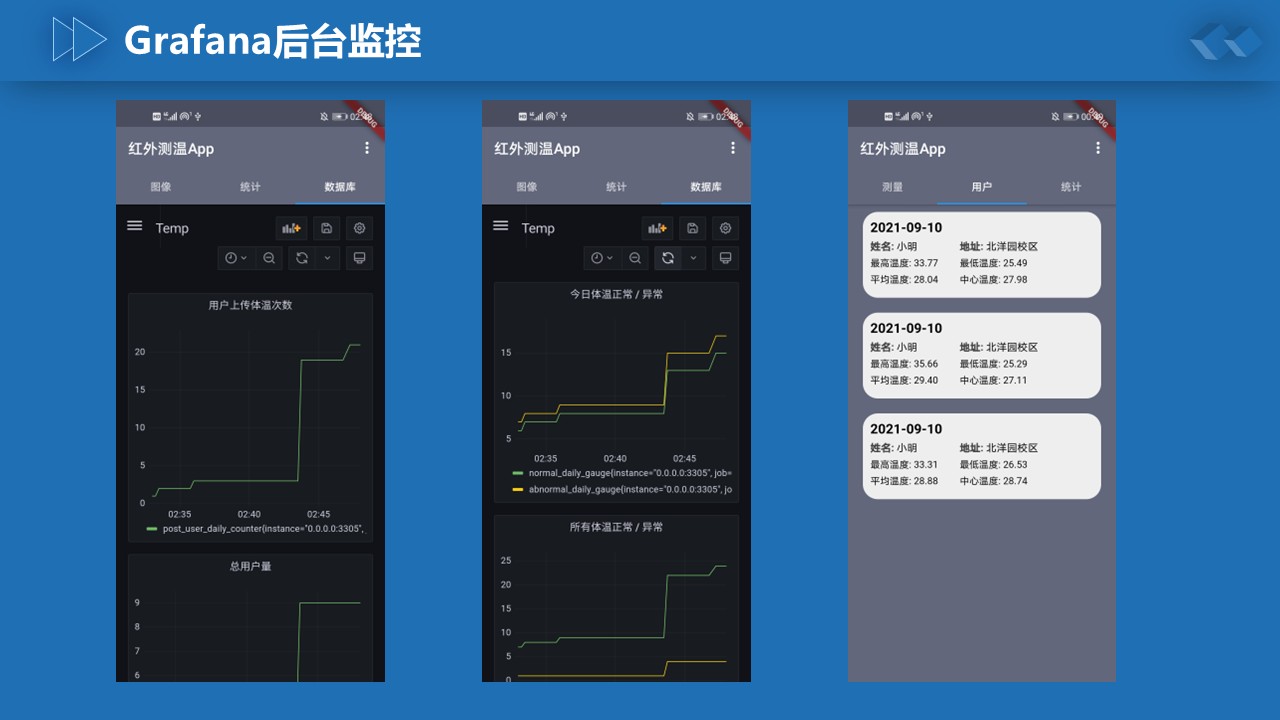 Grafana后台监控
DEBUG
红外测温App
图像 统计 数据库
Temp
用户上传体温次数
20
15
10
5
0
02:35 02:40 02:45
post_user_daily_counter{instance="0.0.0.0:3305",
总用户量
9
8
7
6
DEBUG
红外测温App
图像 统计 数据库
Temp
今日体温正常 / 异常
15
10
5
02:35 02:40 02:45
normal_daily_gauge{instance="0.0.0.0:3305", job=
abnormal_daily_gauge{instance="0.0.0.0:3305", jo
所有体温正常 / 异常
25
20
15
10
5
0
DEBUG
红外测温App
测量 用户 统计
2021-09-10
姓名: 小明 地址: 北洋园校区
最高温度: 33.77 最低温度: 25.49
平均温度: 28.04 中心温度: 27.98
2021-09-10
姓名: 小明 地址: 北洋园校区
最高温度: 35.66 最低温度: 25.29
平均温度: 29.40 中心温度: 27.11
2021-09-10
姓名: 小明 地址: 北洋园校区
最高温度: 33.31 最低温度: 26.53
平均温度: 28.88 中心温度: 28.74